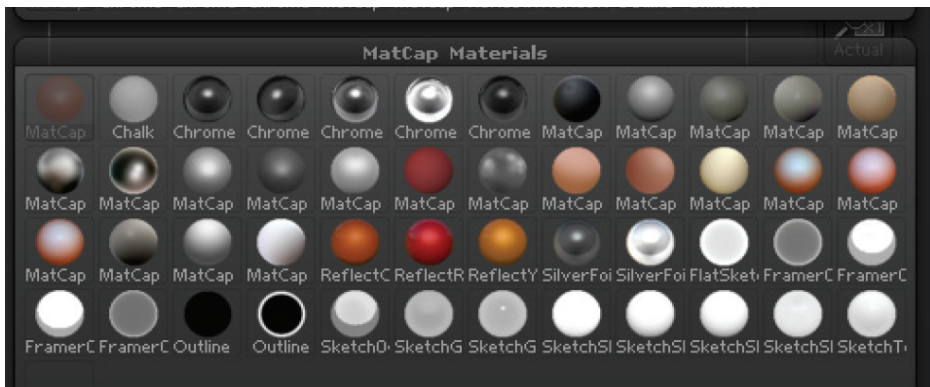 Actual
MatCap Materials
MatCap Chalk Chrome Chrome Chrome Chrome Chrome MatCap MatCap MatCap MatCap MatCap
MatCap MatCap MatCap MatCap MatCap MatCap MatCap MatCap MatCap MatCap MatCap MatCap
MatCap MatCap MatCap MatCap ReflectC ReflectR ReflectY SilverFoi SilverFoi FlatSket FramerC FramerC
FramerC FramerC Outline Outline SketchO SketchG SketchG SketchSl SketchSl SketchSl SketchSl SketchT